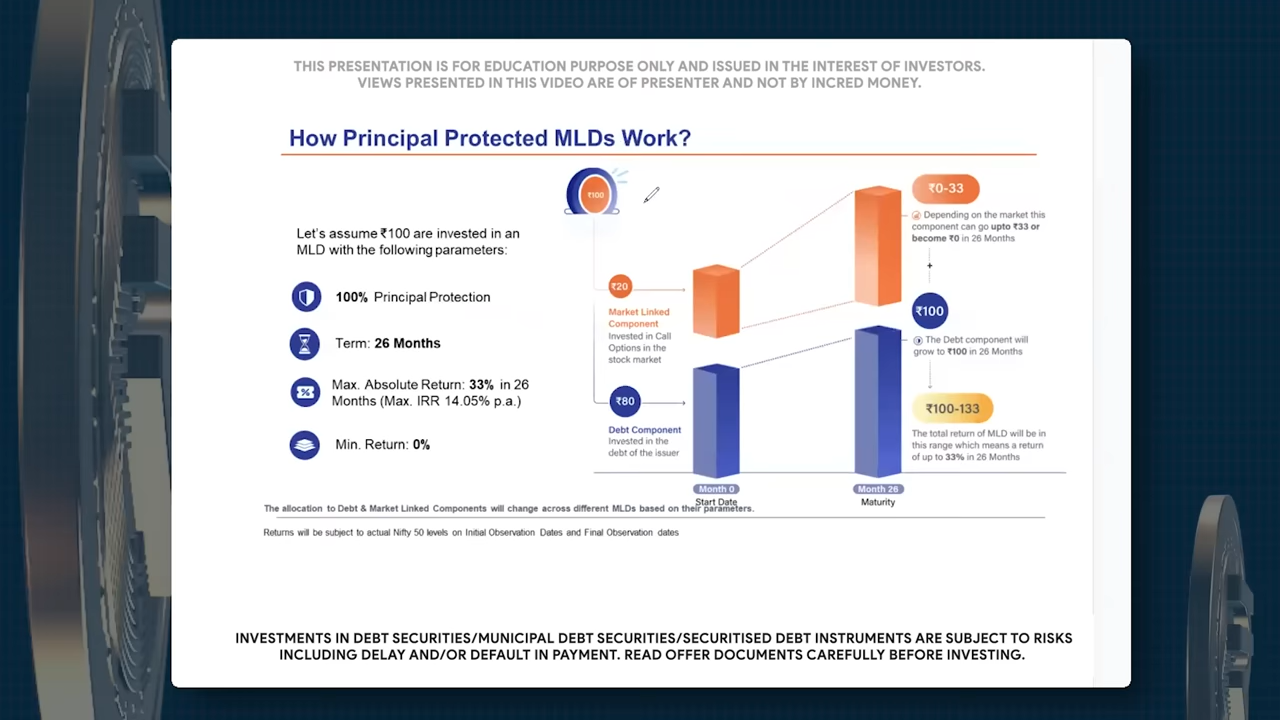 THIS PRESENTATION IS FOR EDUCATION PURPOSE ONLY AND ISSUED IN THE INTEREST OF INVESTORS.
VIEWS PRESENTED IN THIS VIDEO ARE OF PRESENTER AND NOT BY INCRED MONEY.
How Principal Protected MLDs Work?
Let's assume ₹100 are invested in an
MLD with the following parameters:
100% Principal Protection
Term: 26 Months
Max. Absolute Return: 33% in 26
Months (Max. IRR 14.05% p.a.)
Min. Return: 0%
₹100
₹20
Market Linked
Component
Invested in Call
Options in the
stock market
₹80
Debt Component
Invested in the
debt of the issuer
Month 0
Start Date
Month 26
Maturity
₹0-33
Depending on the market this
component can go upto ₹33 or
become ₹0 in 26 Months
+
₹100
The Debt component will
grow to ₹100 in 26 Months
₹100-133
The total return of MLD will be in
this range which means a return
of up to 33% in 26 Months
The allocation to Debt & Market Linked Components will change across different MLDs based on their parameters.
Returns will be subject to actual Nifty 50 levels on Initial Observation Dates and Final Observation dates
INVESTMENTS IN DEBT SECURITIES/MUNICIPAL DEBT SECURITIES/SECURITISED DEBT INSTRUMENTS ARE SUBJECT TO RISKS
INCLUDING DELAY AND/OR DEFAULT IN PAYMENT. READ OFFER DOCUMENTS CAREFULLY BEFORE INVESTING.